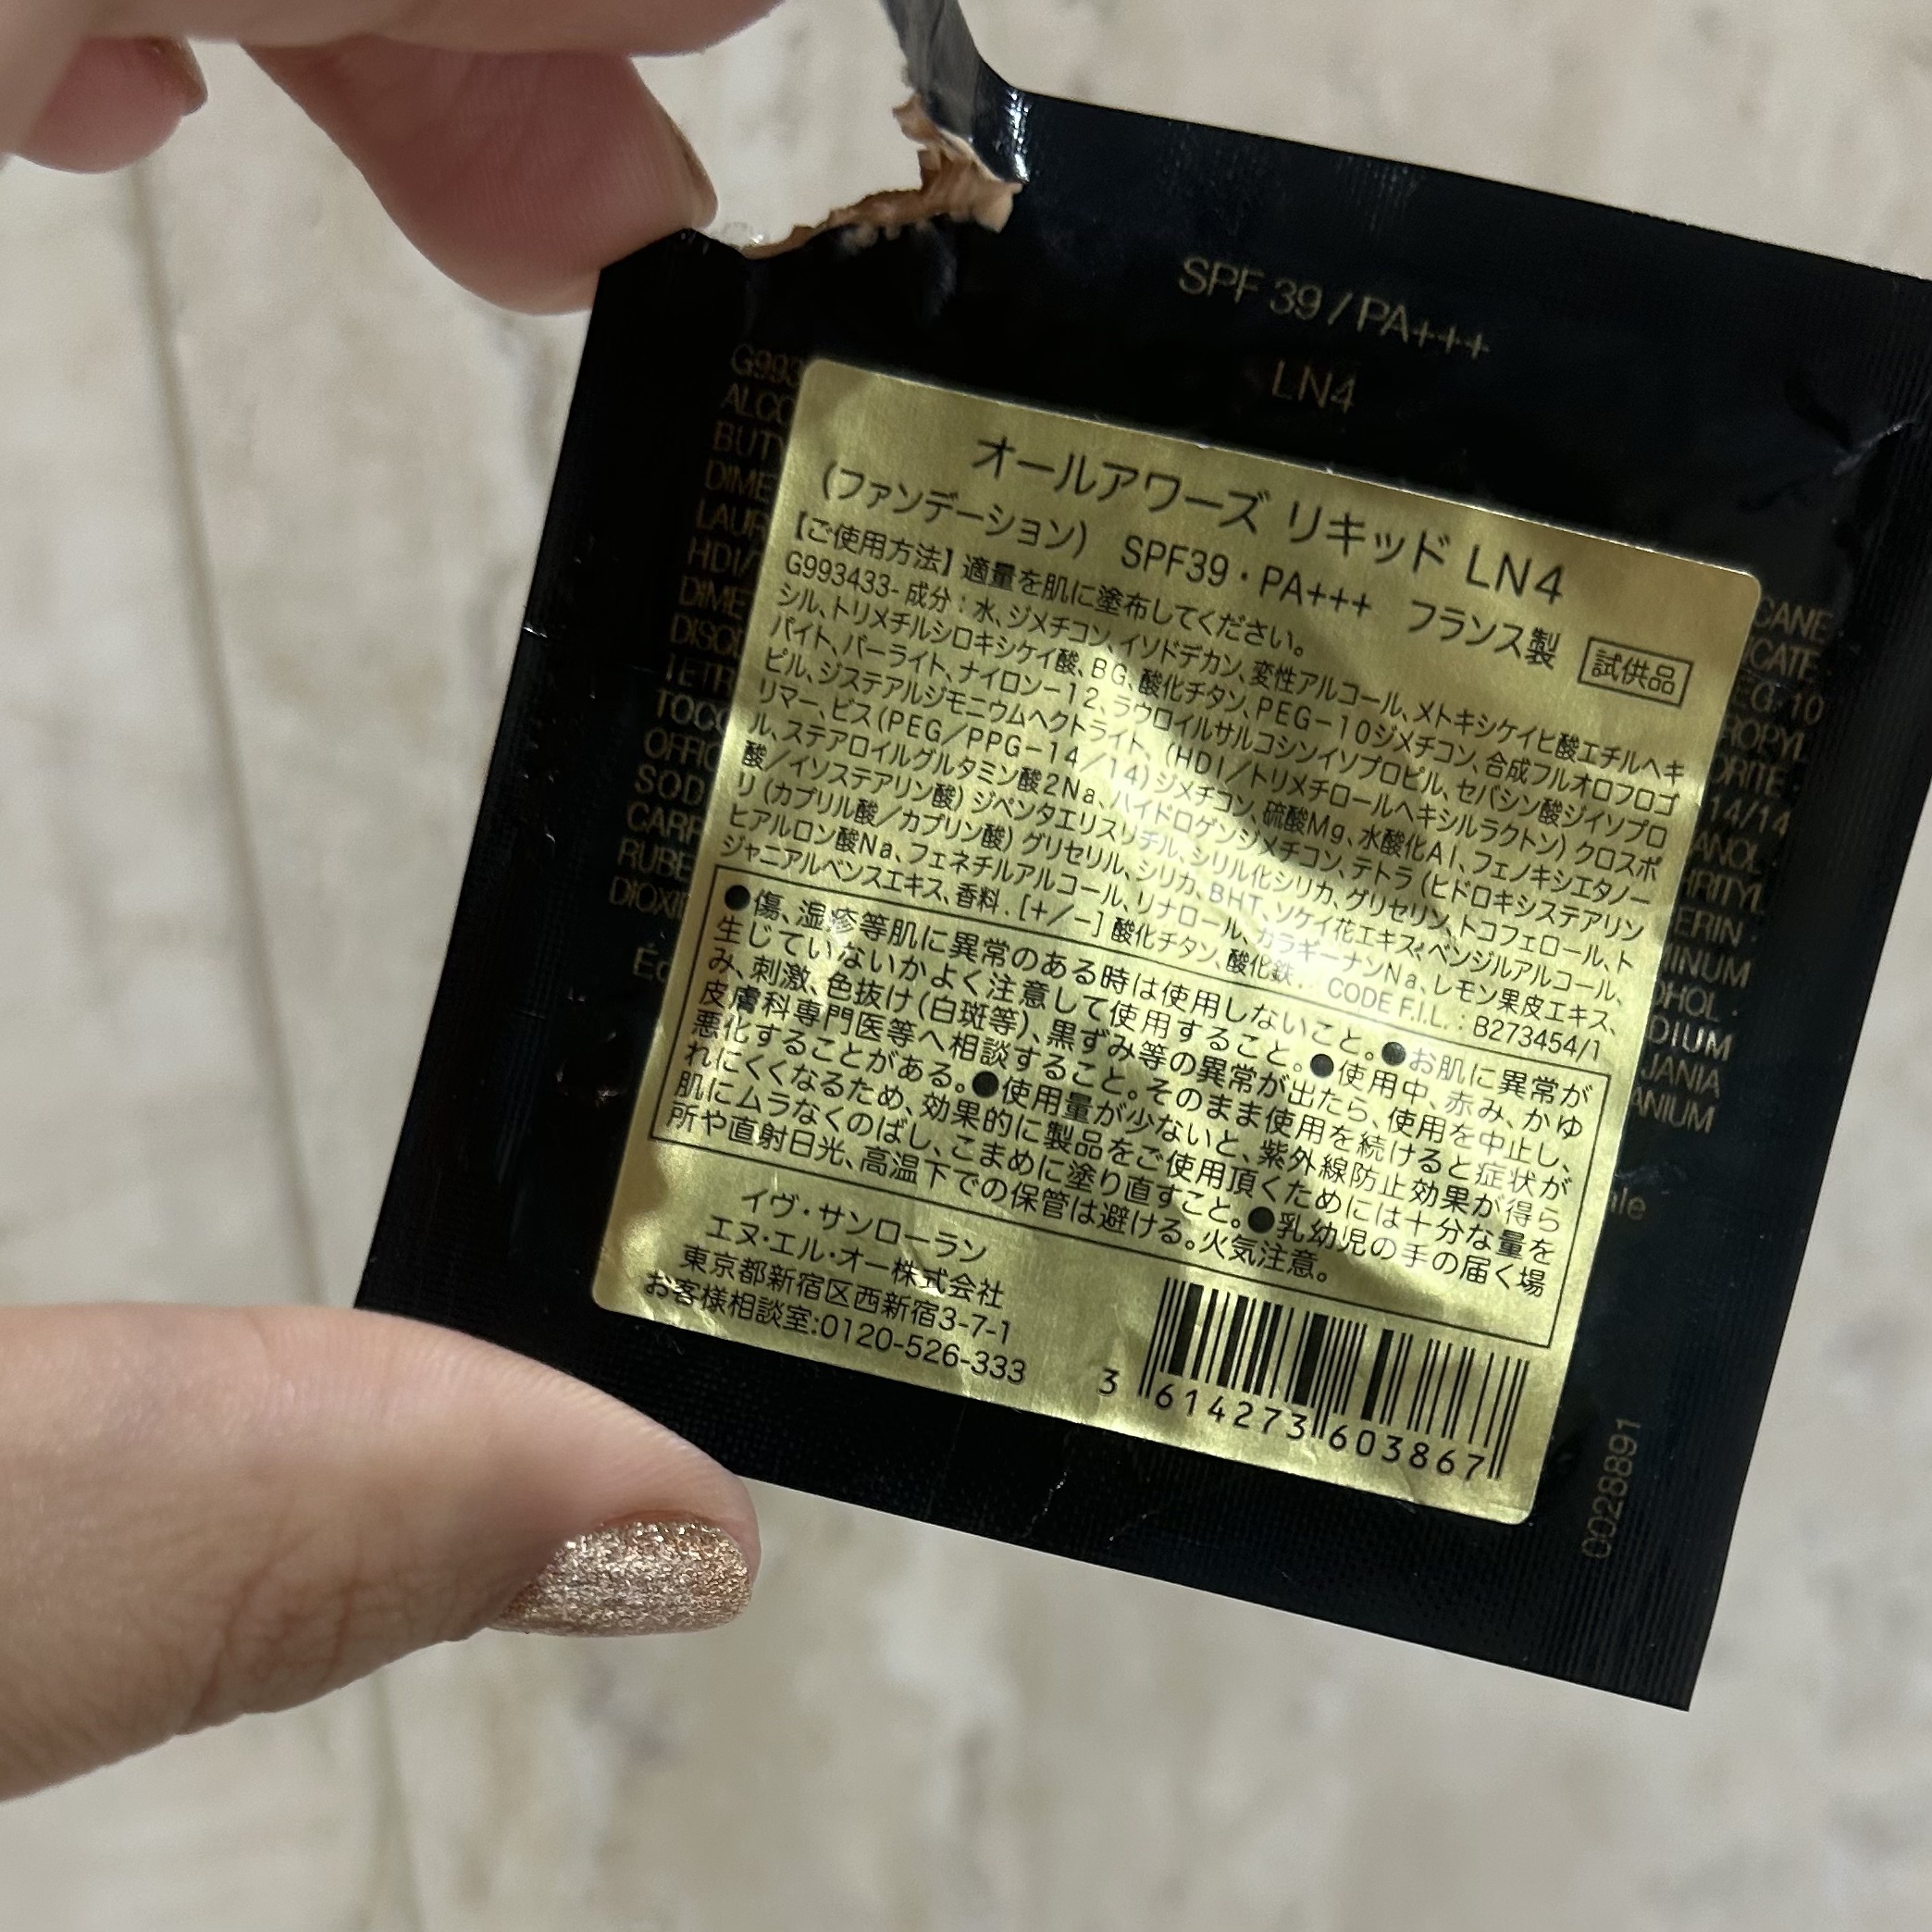 SPF 39 / PA+++
LN4
オールアワーズ リキッド LN4
(ファンデーション) SPF39・PA+++ フランス製 試供品
【ご使用方法】適量を肌に塗布してください。
G993433- 成分：水、ジメチコン、イソドデカン、変性アルコール、メトキシケイヒ酸エチルヘキ
シル、トリメチルシロキシケイ酸、BG、酸化チタン、PEG－10ジメチコン、合成フルオロフロゴ
パイト、パーライト、ナイロン－12、ラウロイルサルコシンイソプロピル、セバシン酸ジイソプロ
ピル、ジステアルジモニウムヘクトライト、(HDI／トリメチロールヘキシルラクトン) クロスポ
リマー、ビス(PEG／PPG－14／14)ジメチコン、硫酸Mg、水酸化Al、フェノキシエタノー
ル、ステアロイルグルタミン酸2Na、ハイドロゲンジメチコン、テトラ(ヒドロキシステアリン
酸／イソステアリン酸) ジペンタエリスリチル、シリル化シリカ、グリセリン、トコフェロール、ト
リ(カプリル酸／カプリン酸) グリセリル、シリカ、BHT、ソケイ花エキス、ベンジルアルコール、
ヒアルロン酸Na、フェネチルアルコール、リナロール、カラギーナンNa、レモン果皮エキス、
ジャニアルベンスエキス、香料. [+／−] 酸化チタン、酸化鉄. CODE F.I.L. : B273454/1
●傷、湿疹等肌に異常のある時は使用しないこと。●お肌に異常が
生じていないかよく注意して使用すること。●使用中、赤み、かゆ
み、刺激、色抜け(白斑等)、黒ずみ等の異常が出たら、使用を中止し、
皮膚科専門医等へ相談すること。そのまま使用を続けると症状が
悪化することがある。●使用量が少ないと、紫外線防止効果が得ら
れにくくなるため、効果的に製品をご使用頂くためには十分な量を
肌にムラなくのばし、こまめに塗り直すこと。●乳幼児の手の届く場
所や直射日光、高温下での保管は避ける。火気注意。
イヴ・サンローラン
エヌ・エル・オー株式会社
東京都新宿区西新宿3-7-1
お客様相談室:0120-526-333
3 614273 603867
0028891